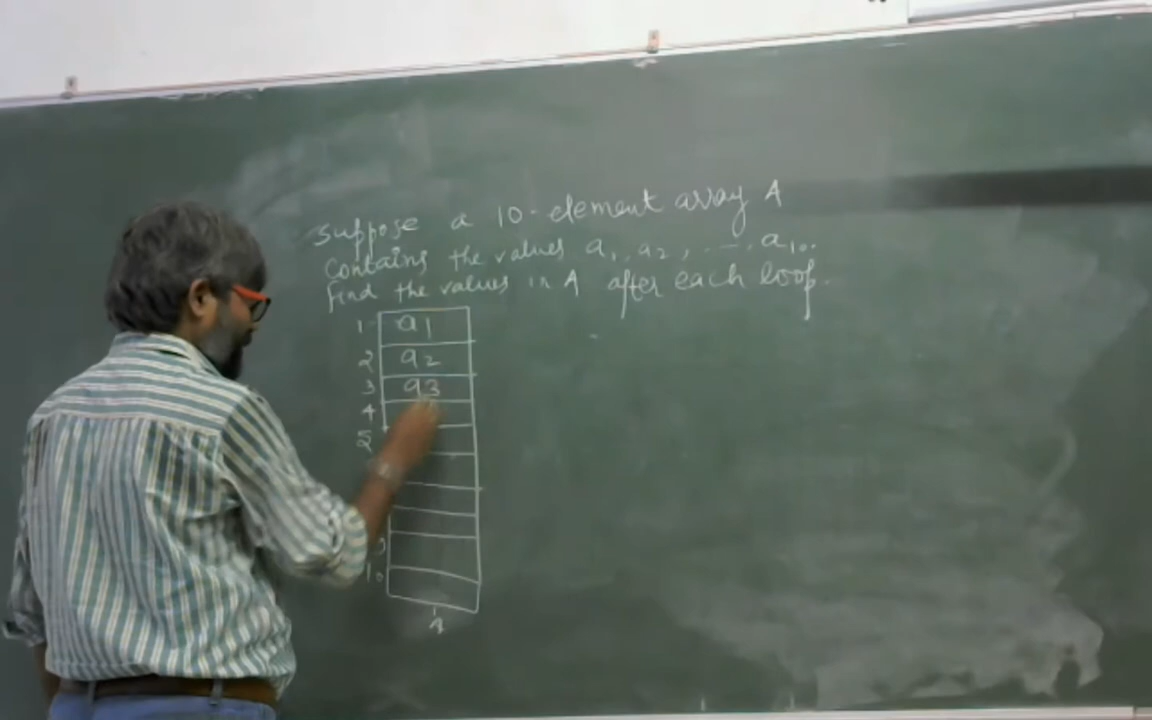 Suppose a 10-element array A
Contains the values a1, a2, ..., a10.
Find the values in A after each loop.
1 a1
2 a2
3 a3
4
5
9
10
A